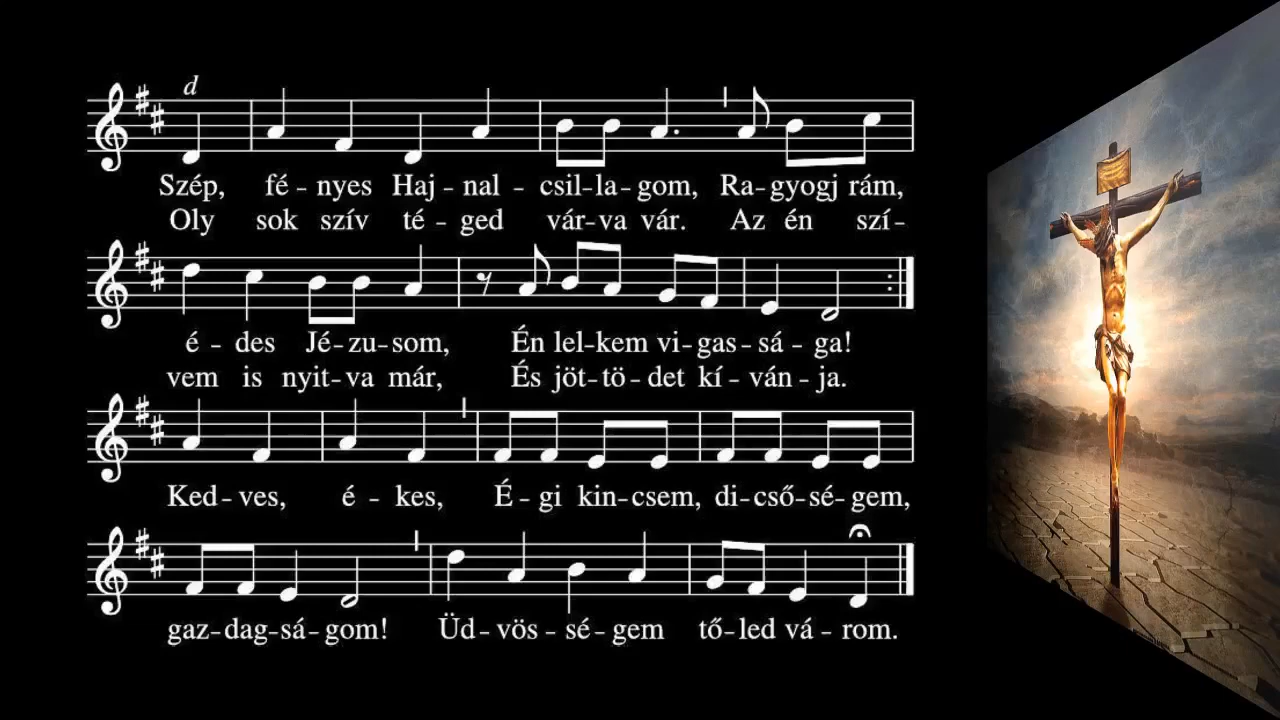 d
Szép, fé - nyes Haj - nal - csil - la - gom, Ra - gyogj rám,
Oly sok szív té - ged vár - va vár. Az én szí -
é - des Jé - zu - som, Én lel - kem vi - gas - sá - ga!
vem is nyit - va már, És jöt - tö - det kí - ván - ja.
Ked - ves, é - kes, É - gi kin - csem, di - cső - sé - gem,
gaz - dag - sá - gom! Üd - vös - sé - gem tő - led vá - rom.